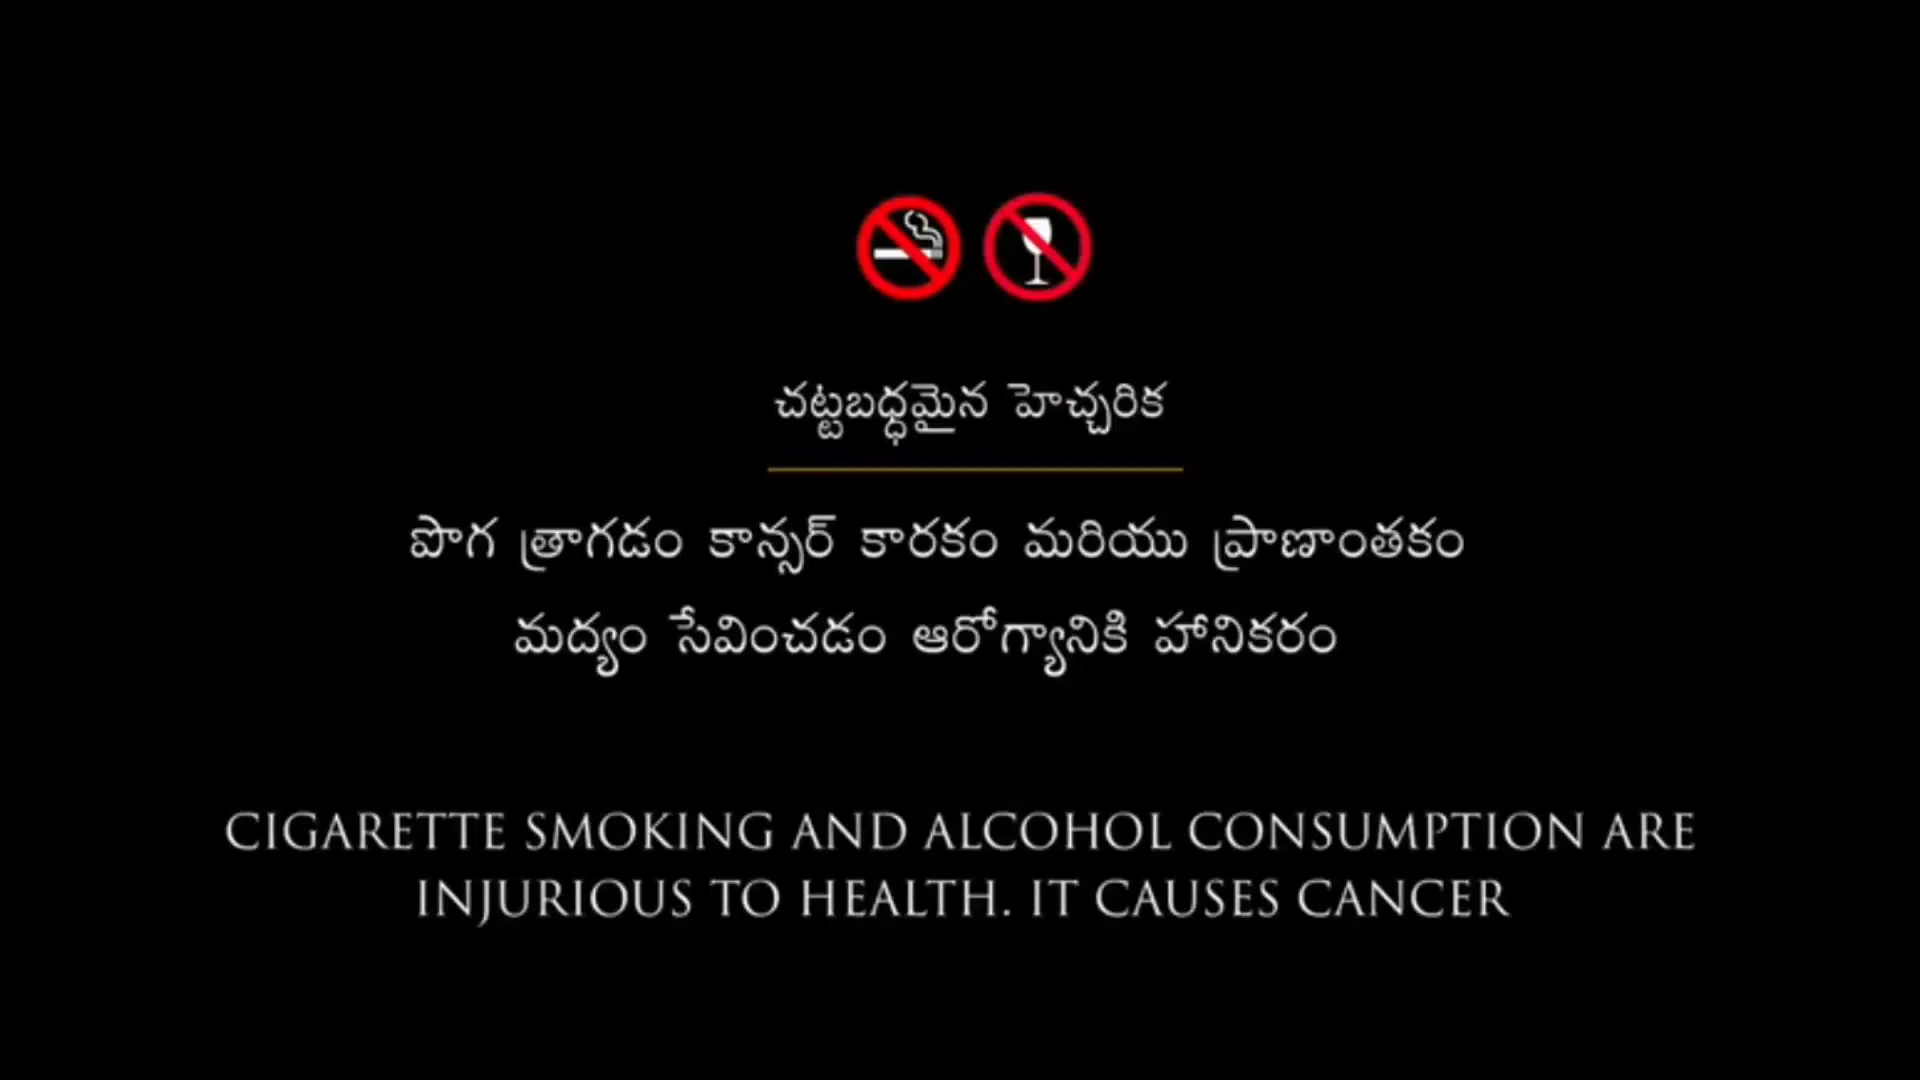 చట్టబద్ధమైన హెచ్చరిక
పొగ త్రాగడం కాన్సర్ కారకం మరియు ప్రాణాంతకం
మద్యం సేవించడం ఆరోగ్యానికి హానికరం
CIGARETTE SMOKING AND ALCOHOL CONSUMPTION ARE
INJURIOUS TO HEALTH. IT CAUSES CANCER